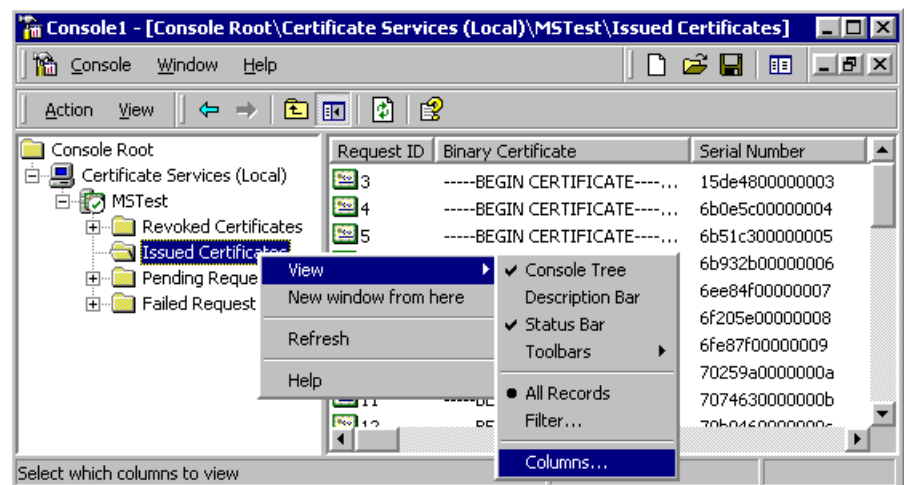 Console1 - [Console Root\Certificate Services (Local)\MSTest\Issued Certificates]
Console Window Help
Action View
Console Root
Certificate Services (Local)
MSTest
Revoked Certificates
Issued Certificates
Pending Reque
Failed Request
Request ID Binary Certificate Serial Number
3 -----BEGIN CERTIFICATE----... 15de4800000003
4 -----BEGIN CERTIFICATE----... 6b0e5c00000004
5 -----BEGIN CERTIFICATE----... 6b51c300000005
6b932b00000006
6ee84f00000007
6f205e00000008
6fe87f00000009
70259a0000000a
11 7074630000000b
12
View
New window from here
Refresh
Help
Console Tree
Description Bar
Status Bar
Toolbars
All Records
Filter...
Columns...
Select which columns to view